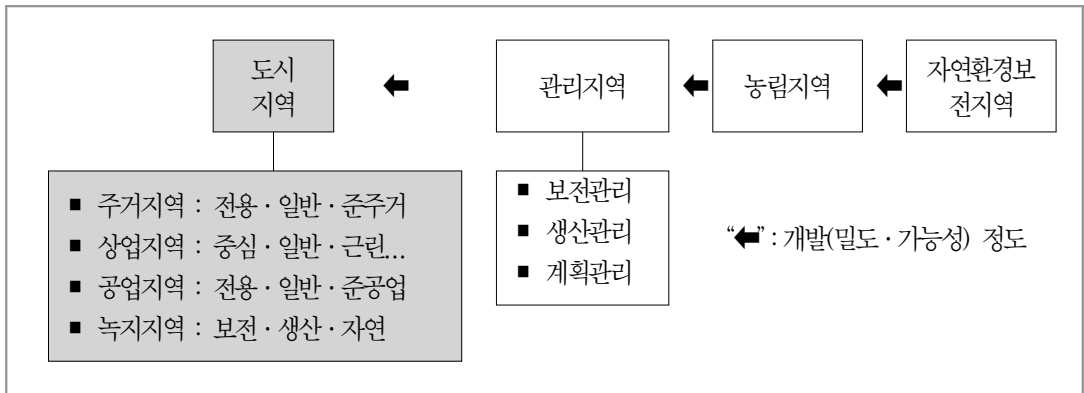 도시
지역
관리지역
농림지역
자연환경보
전지역
■ 주거지역 : 전용 · 일반 · 준주거
■ 상업지역 : 중심 · 일반 · 근린...
■ 공업지역 : 전용 · 일반 · 준공업
■ 녹지지역 : 보전 · 생산 · 자연
■ 보전관리
■ 생산관리
■ 계획관리
“⬅” : 개발(밀도 · 가능성) 정도